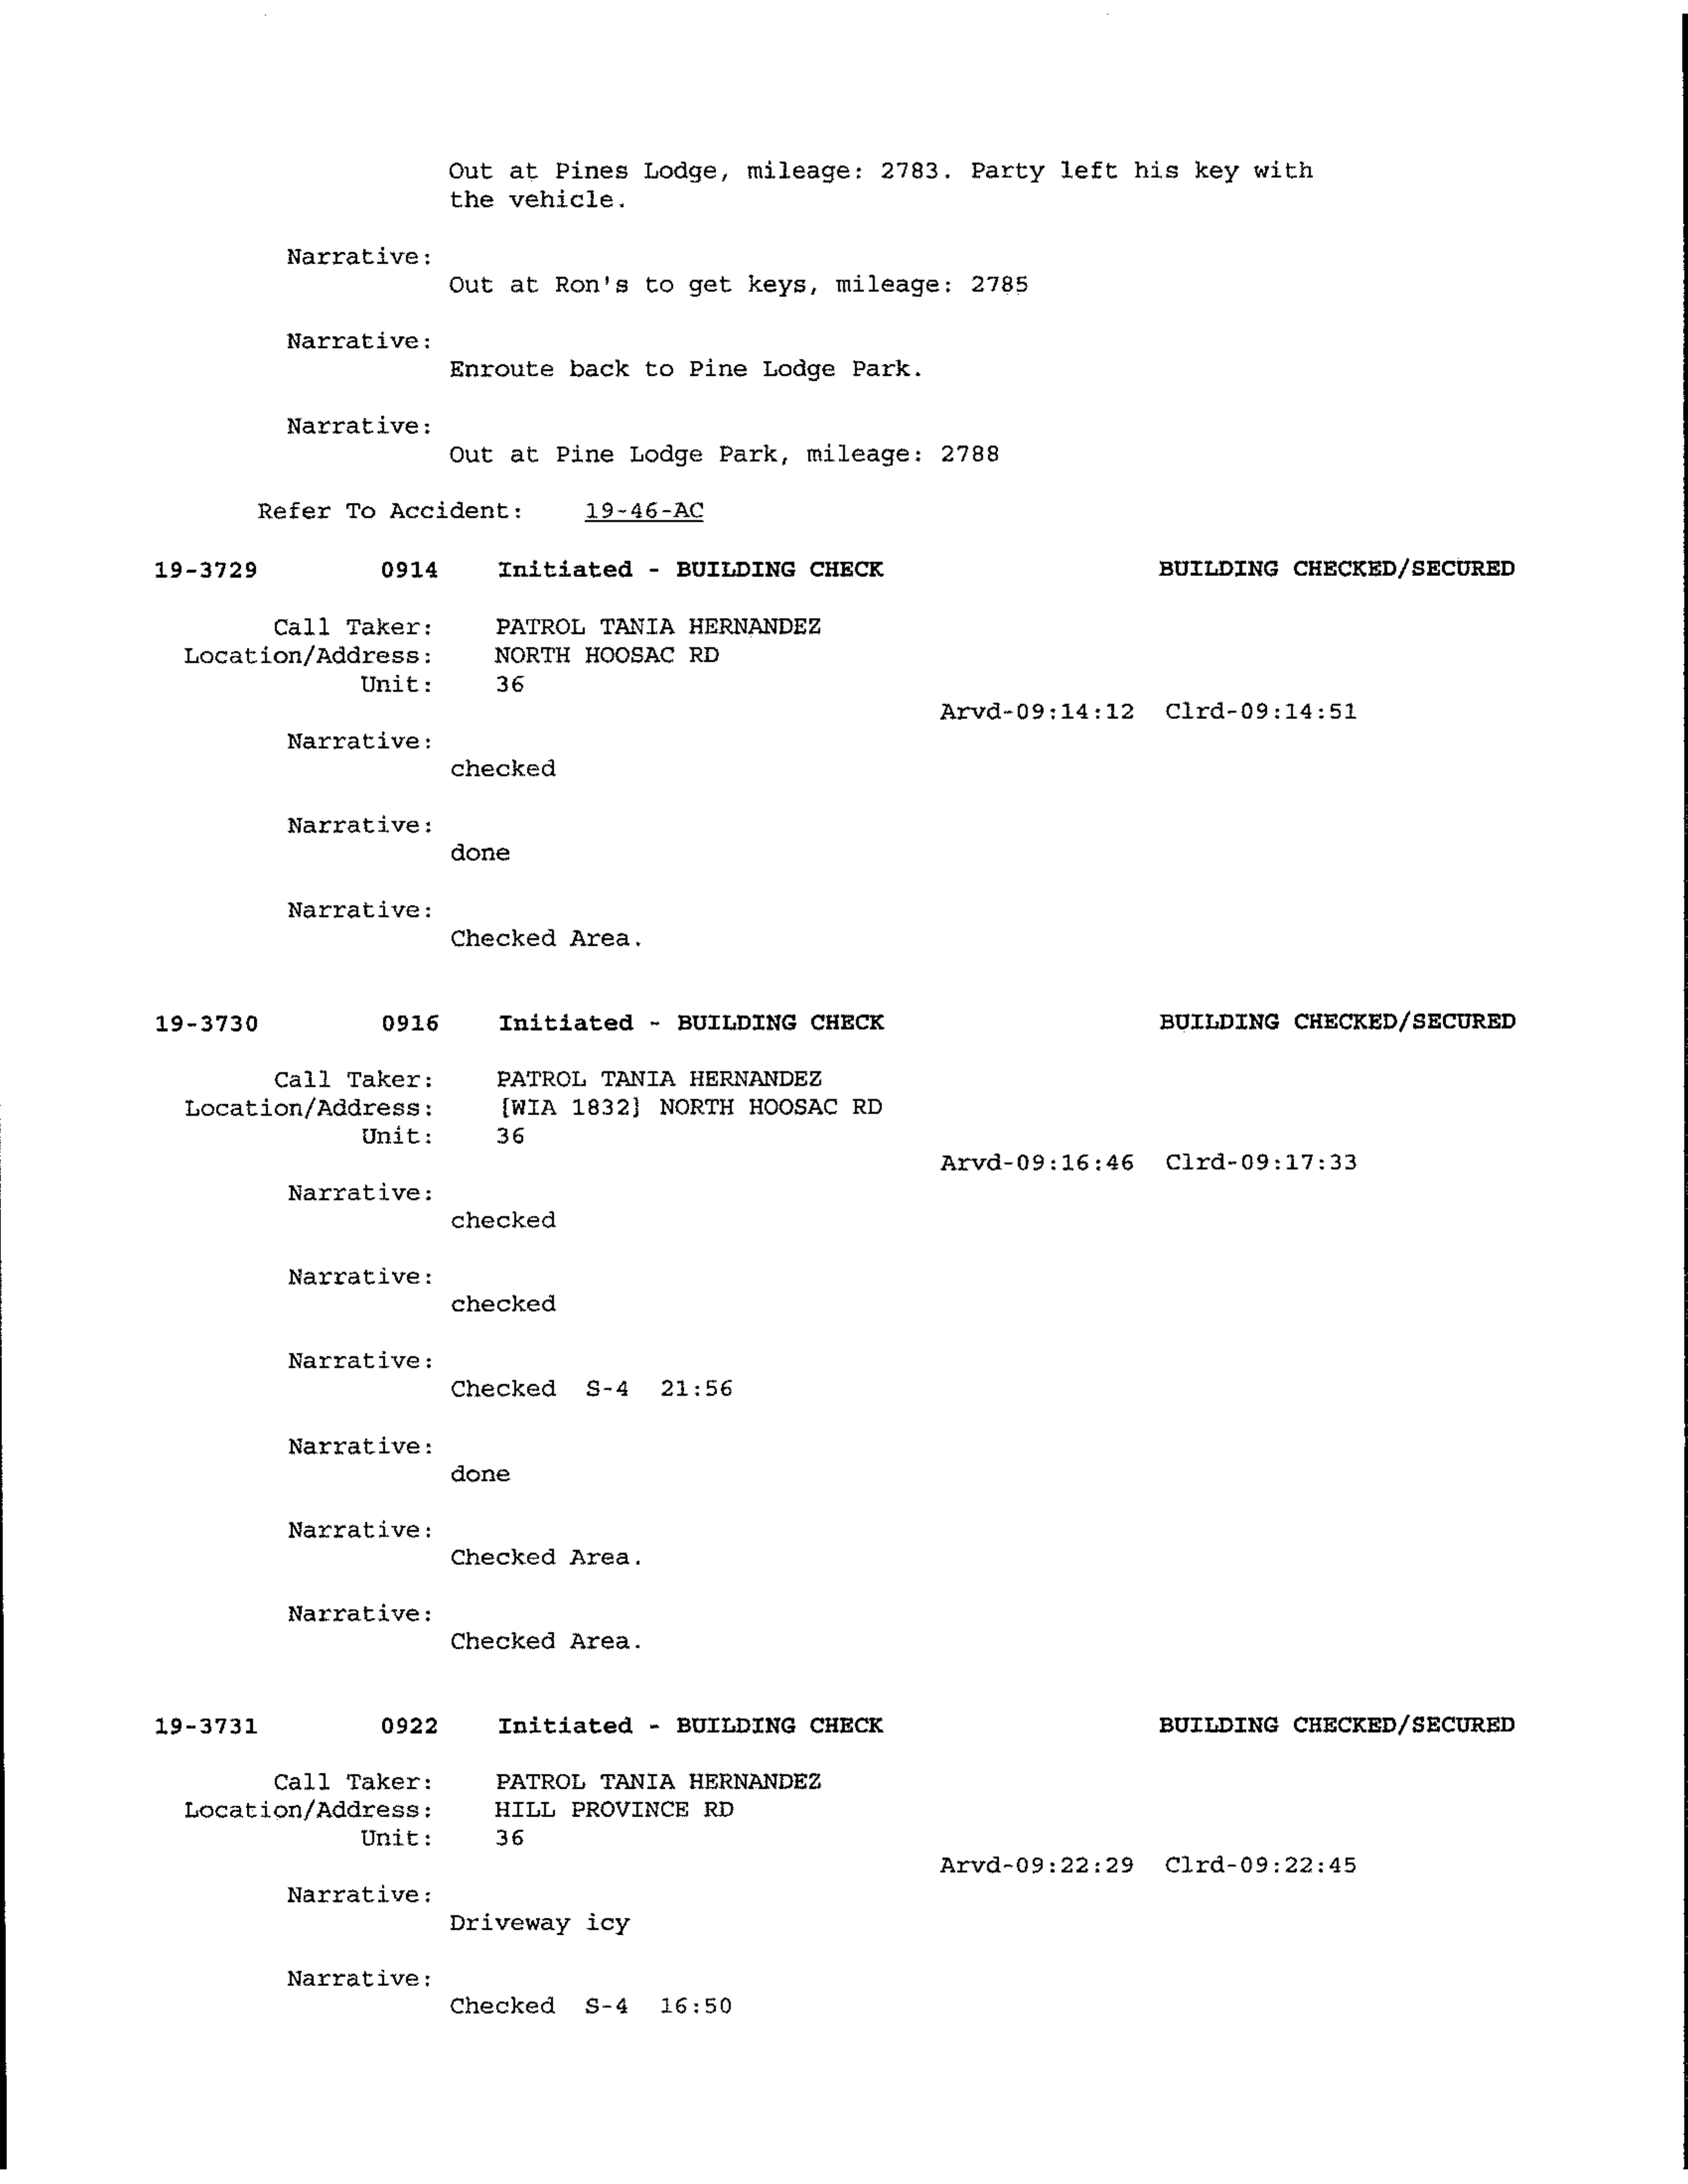 Out at Pines Lodge, mileage: 2783. Party left his key with
the vehicle.
Narrative:
Out at Ron's to get keys, mileage: 2785
Narrative:
Enroute back to Pine Lodge Park.
Narrative:
Out at Pine Lodge Park, mileage: 2788
Refer To Accident: 19-46-AC
19-3729 0914 Initiated - BUILDING CHECK BUILDING CHECKED/SECURED
Call Taker: PATROL TANIA HERNANDEZ
Location/Address: NORTH HOOSAC RD
Unit: 36
Arvd-09:14:12 Clrd-09:14:51
Narrative:
checked
Narrative:
done
Narrative:
Checked Area.
19-3730 0916 Initiated - BUILDING CHECK BUILDING CHECKED/SECURED
Call Taker: PATROL TANIA HERNANDEZ
Location/Address: [WIA 1832] NORTH HOOSAC RD
Unit: 36
Arvd-09:16:46 Clrd-09:17:33
Narrative:
checked
Narrative:
checked
Narrative:
Checked S-4 21:56
Narrative:
done
Narrative:
Checked Area.
Narrative:
Checked Area.
19-3731 0922 Initiated - BUILDING CHECK BUILDING CHECKED/SECURED
Call Taker: PATROL TANIA HERNANDEZ
Location/Address: HILL PROVINCE RD
Unit: 36
Arvd-09:22:29 Clrd-09:22:45
Narrative:
Driveway icy
Narrative:
Checked S-4 16:50